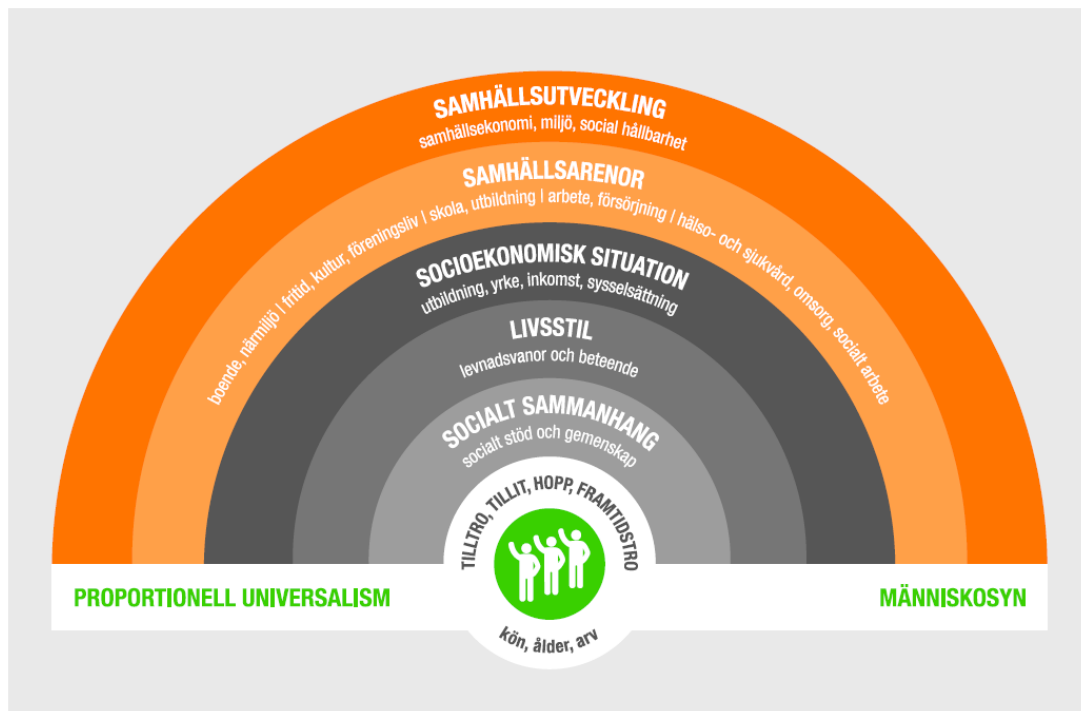 SAMHÄLLSUTVECKLING
samhällsekonomi, miljö, social hållbarhet
SAMHÄLLSARENOR
boende, närmiljö | fritid, kultur, föreningsliv | skola, utbildning | arbete, försörjning | hälso- och sjukvård, omsorg, socialt arbete
SOCIOEKONOMISK SITUATION
utbildning, yrke, inkomst, sysselsättning
LIVSSTIL
levnadsvanor och beteende
SOCIALT SAMMANHANG
socialt stöd och gemenskap
TILLTRO, TILLIT, HOPP, FRAMTIDSTRO
PROPORTIONELL UNIVERSALISM
MÄNNISKOSYN
kön, ålder, arv